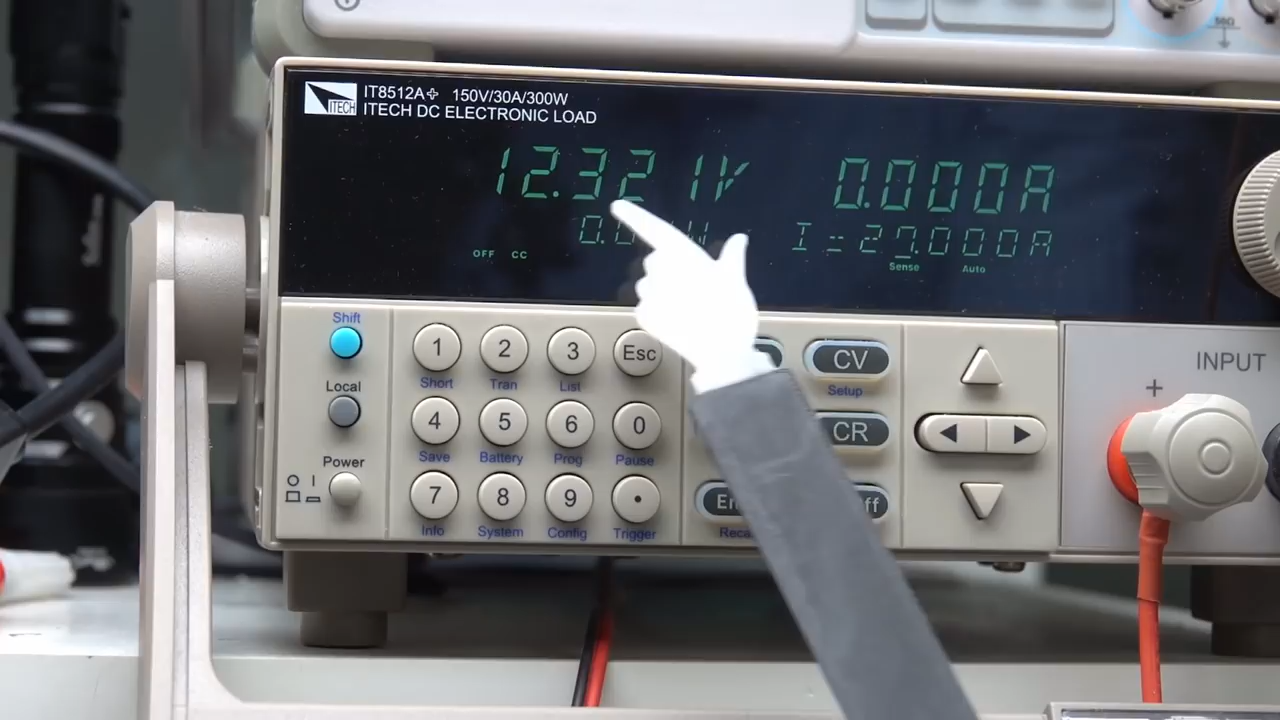 ITECH
IT8512A+ 150V/30A/300W
ITECH DC ELECTRONIC LOAD
12.321V 0.000A
I=27.000A
OFF CC Sense Auto
Shift
1 2 3 Esc
CV
INPUT
Short Tran List
Setup
+
Local
4 5 6 0
CR
Save Battery Prog Pause
Power
7 8 9 •
Info System Config Trigger